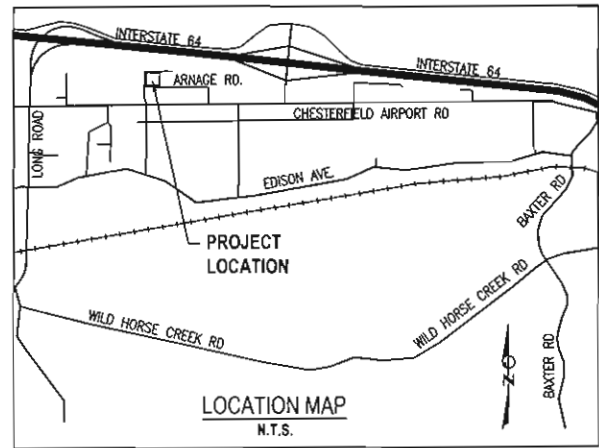 INTERSTATE 64
INTERSTATE 64
ARNAGE RD.
CHESTERFIELD AIRPORT RD
LONG ROAD
EDISON AVE.
BAXTER RD
PROJECT
LOCATION
WILD HORSE CREEK RD
WILD HORSE CREEK RD
N
BAXTER RD
LOCATION MAP
N.T.S.